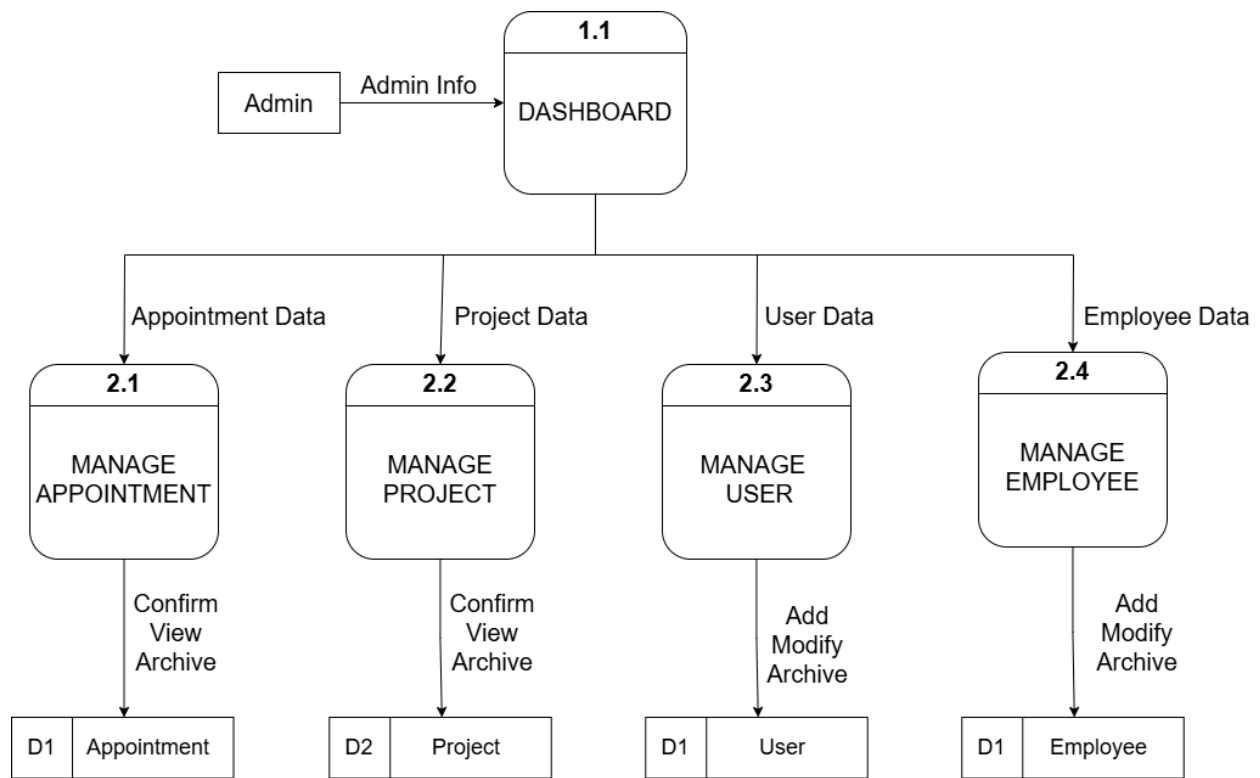 1.1
Admin
Admin Info
DASHBOARD
Appointment Data
Project Data
User Data
Employee Data
2.1
MANAGE
APPOINTMENT
2.2
MANAGE
PROJECT
2.3
MANAGE
USER
2.4
MANAGE
EMPLOYEE
Confirm
View
Archive
Confirm
View
Archive
Add
Modify
Archive
Add
Modify
Archive
D1 Appointment
D2 Project
D1 User
D1 Employee